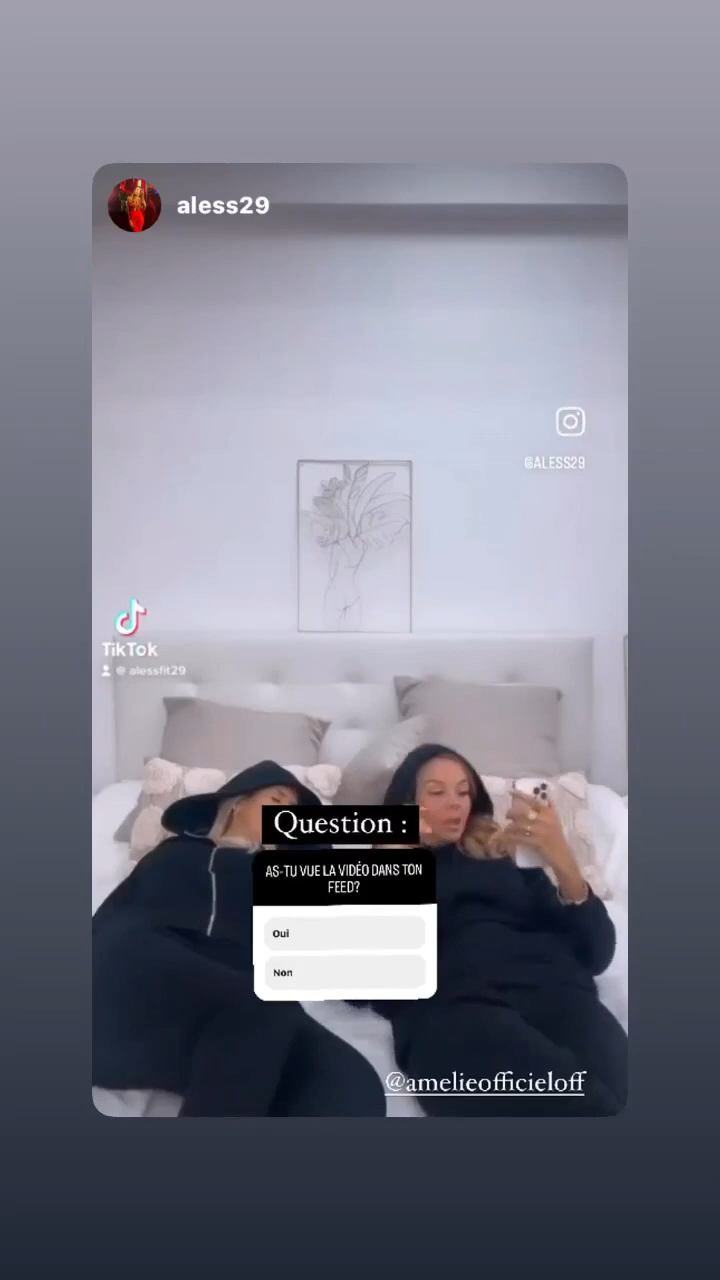 aless29
@ALESS29
TikTok
@ alessfit29
Question :
AS-TU VUE LA VIDÉO DANS TON
FEED?
Oui
Non
@amelieofficieloff